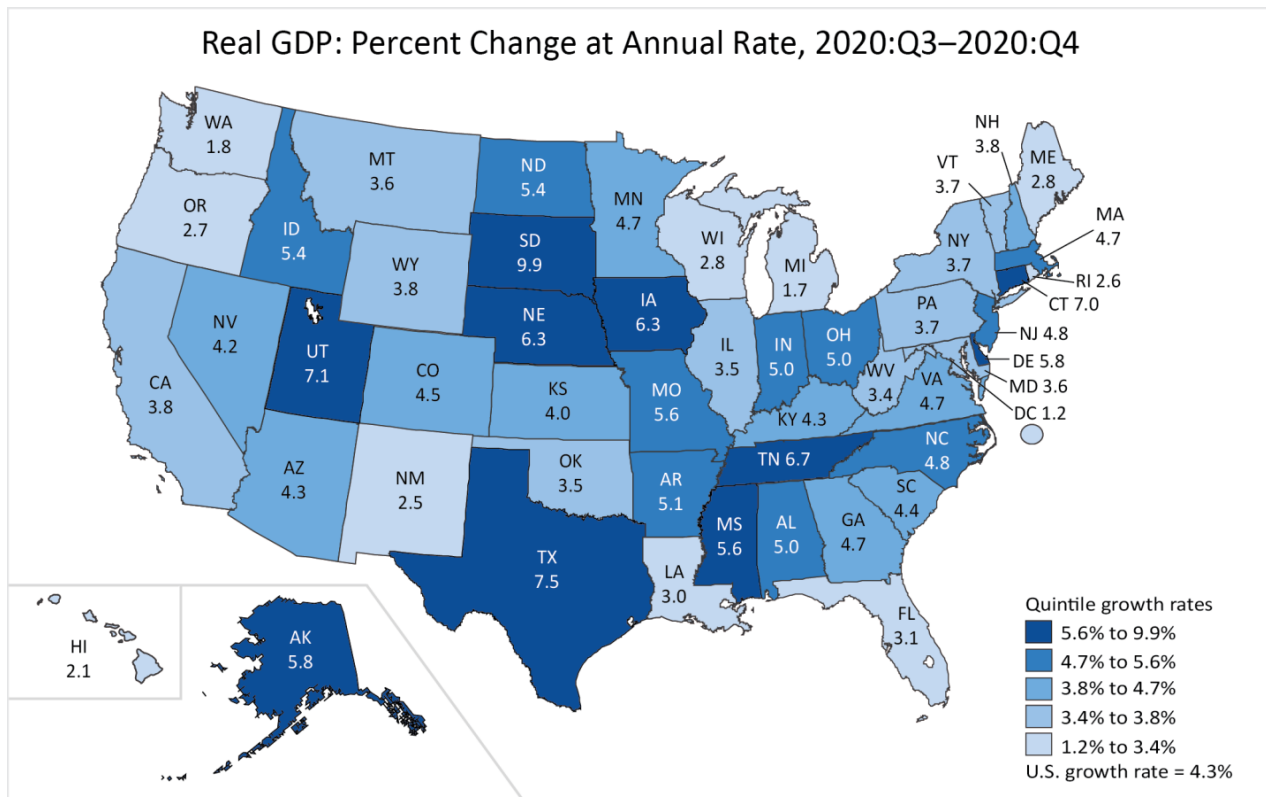 Real GDP: Percent Change at Annual Rate, 2020:Q3–2020:Q4
WA
1.8
OR
2.7
CA
3.8
NV
4.2
ID
5.4
MT
3.6
WY
3.8
UT
7.1
CO
4.5
AZ
4.3
NM
2.5
ND
5.4
SD
9.9
NE
6.3
KS
4.0
OK
3.5
TX
7.5
MN
4.7
IA
6.3
MO
5.6
AR
5.1
LA
3.0
WI
2.8
IL
3.5
MI
1.7
IN
5.0
OH
5.0
KY 4.3
TN 6.7
MS
5.6
AL
5.0
GA
4.7
FL
3.1
SC
4.4
NC
4.8
VA
4.7
WV
3.4
PA
3.7
NY
3.7
VT
3.7
NH
3.8
ME
2.8
MA
4.7
RI 2.6
CT 7.0
NJ 4.8
DE 5.8
MD 3.6
DC 1.2
HI
2.1
AK
5.8
Quintile growth rates
5.6% to 9.9%
4.7% to 5.6%
3.8% to 4.7%
3.4% to 3.8%
1.2% to 3.4%
U.S. growth rate = 4.3%